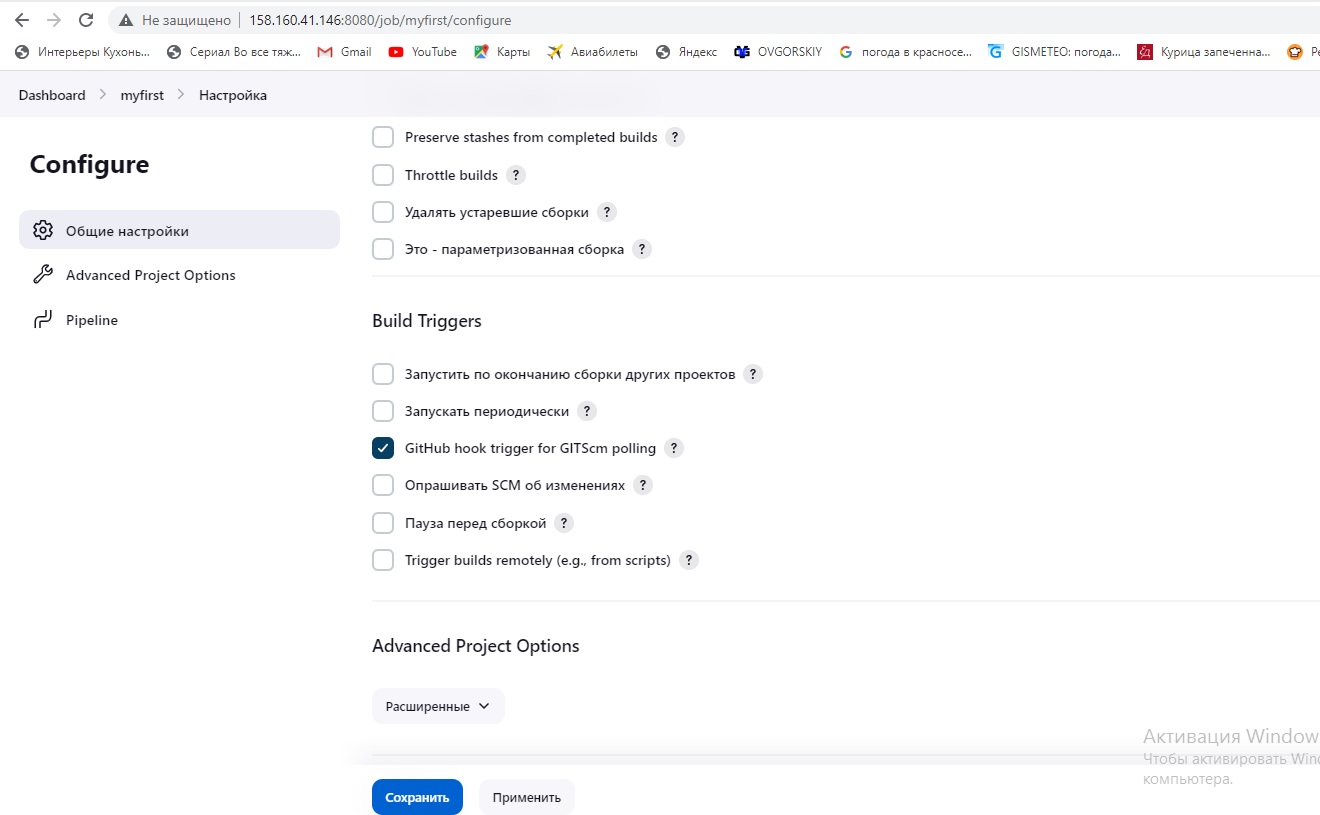 Не защищено 158.160.41.146:8080/job/myfirst/configure
Интерьеры Кухонь... Сериал Во все тяж... Gmail YouTube Карты Авиабилеты Яндекс OVGORSKIY погода в красносе... GISMETEO: погода... Курица запеченна...
Dashboard myfirst Настройка
Configure
Общие настройки
Advanced Project Options
Pipeline
Preserve stashes from completed builds ?
Throttle builds ?
Удалять устаревшие сборки ?
Это - параметризованная сборка ?
Build Triggers
Запустить по окончанию сборки других проектов ?
Запускать периодически ?
GitHub hook trigger for GITScm polling ?
Опрашивать SCM об изменениях ?
Пауза перед сборкой ?
Trigger builds remotely (e.g., from scripts) ?
Advanced Project Options
Расширенные
Сохранить Применить
Активация Window
Чтобы активировать Wind
компьютера.